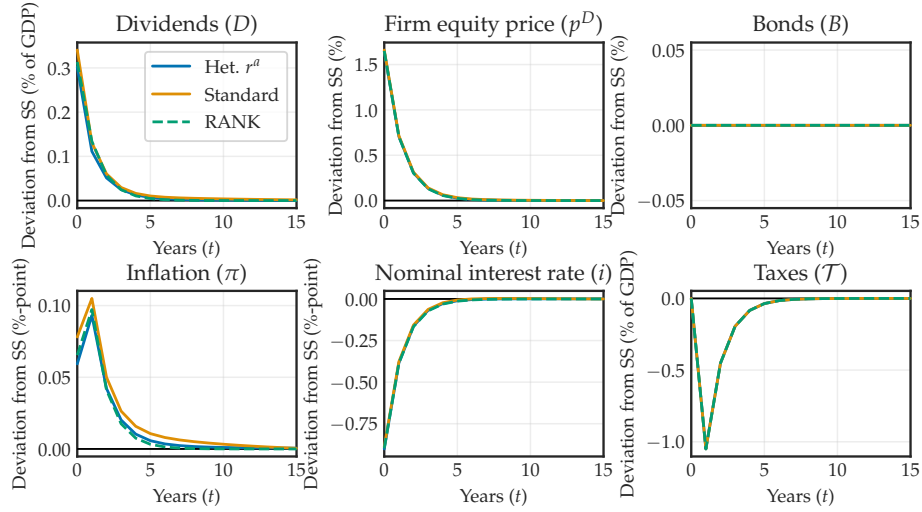 Dividends (D)
Deviation from SS (% of GDP)
0.3
0.2
0.1
0.0
Het. r^a
Standard
RANK
0
5
10
15
Years (t)
Firm equity price (p^D)
Deviation from SS (%)
1.5
1.0
0.5
0.0
0
5
10
15
Years (t)
Bonds (B)
Deviation from SS (%)
0.05
0.00
−0.05
0
5
10
15
Years (t)
Inflation (π)
Deviation from SS (%-point)
0.10
0.05
0.00
0
5
10
15
Years (t)
Nominal interest rate (i)
Deviation from SS (%-point)
0.00
−0.25
−0.50
−0.75
0
5
10
15
Years (t)
Taxes (𝒯)
Deviation from SS (% of GDP)
0.0
−0.5
−1.0
0
5
10
15
Years (t)